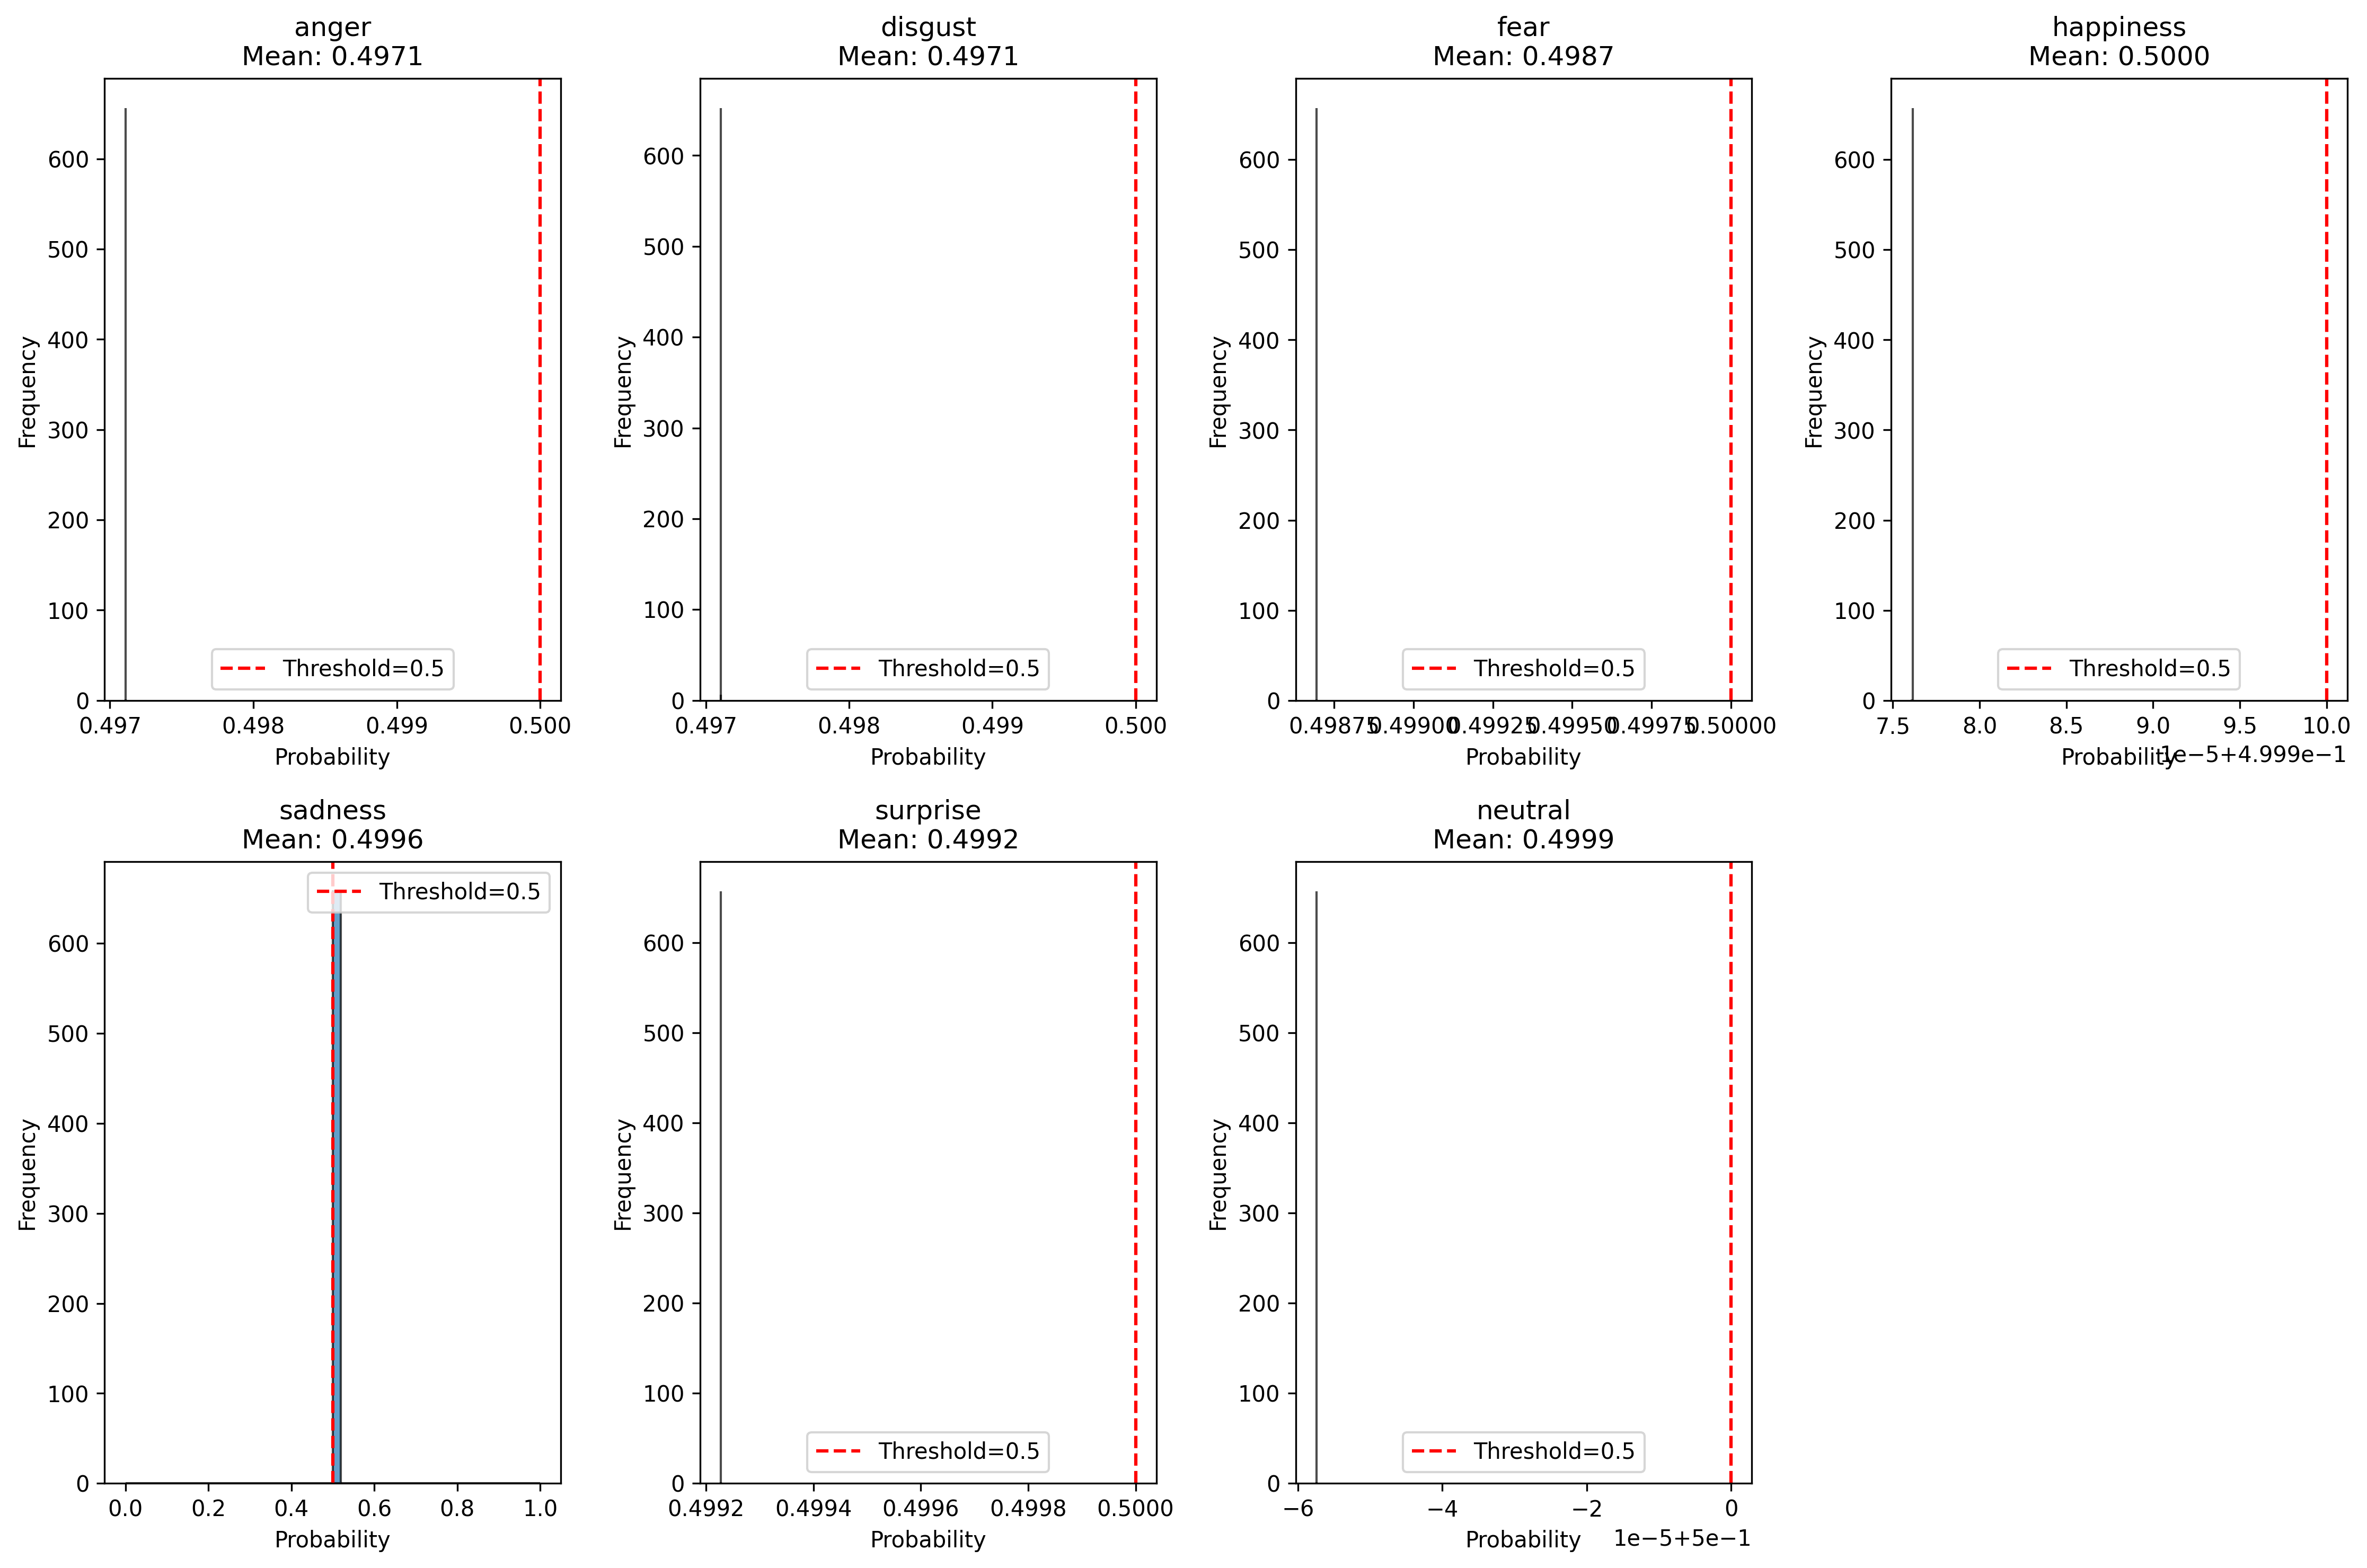 anger
Mean: 0.4971
Frequency
600
500
400
300
200
100
0
Threshold=0.5
0.497 0.498 0.499 0.500
Probability
disgust
Mean: 0.4971
Frequency
600
500
400
300
200
100
0
Threshold=0.5
0.497 0.498 0.499 0.500
Probability
fear
Mean: 0.4987
Frequency
600
500
400
300
200
100
0
Threshold=0.5
0.49875 0.49900 0.49925 0.49950 0.49975 0.50000
Probability
happiness
Mean: 0.5000
Frequency
600
500
400
300
200
100
0
Threshold=0.5
7.5 8.0 8.5 9.0 9.5 10.0
Probability
1e−5+4.999e−1
sadness
Mean: 0.4996
Frequency
600
500
400
300
200
100
0
Threshold=0.5
0.0 0.2 0.4 0.6 0.8 1.0
Probability
surprise
Mean: 0.4992
Frequency
600
500
400
300
200
100
0
Threshold=0.5
0.4992 0.4994 0.4996 0.4998 0.5000
Probability
neutral
Mean: 0.4999
Frequency
600
500
400
300
200
100
0
Threshold=0.5
−6 −4 −2 0
Probability
1e−5+5e−1